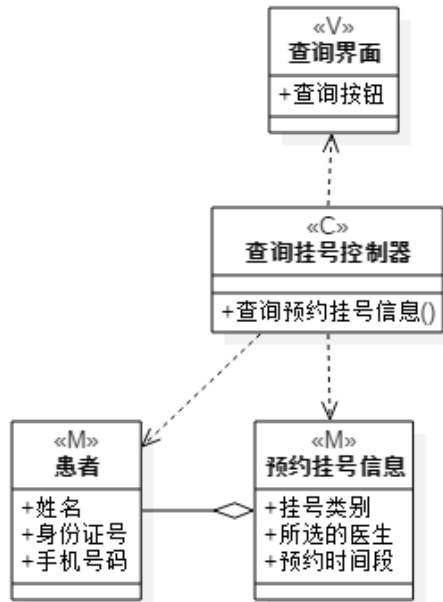 «V»
查询界面
+查询按钮
«C»
查询挂号控制器
+查询预约挂号信息()
«M»
患者
+姓名
+身份证号
+手机号码
«M»
预约挂号信息
+挂号类别
+所选的医生
+预约时间段